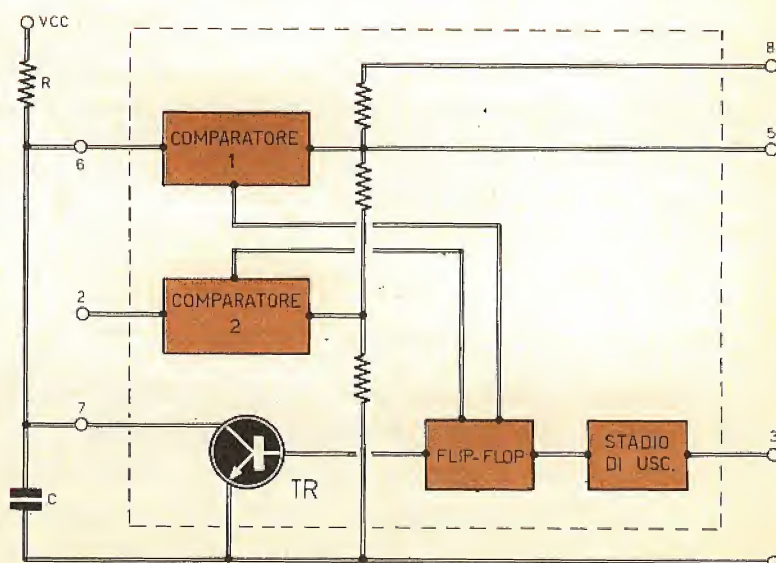 VCC
R
8
COMPARATORE
1
6
5
COMPARATORE
2
2
7
TR
FLIP-FLOP
STADIO
DI USC.
3
C